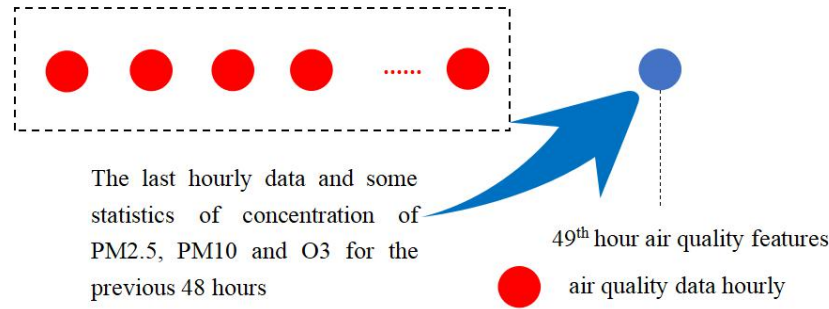 ......
The last hourly data and some
statistics of concentration of
PM2.5, PM10 and O3 for the
previous 48 hours
49th hour air quality features
air quality data hourly